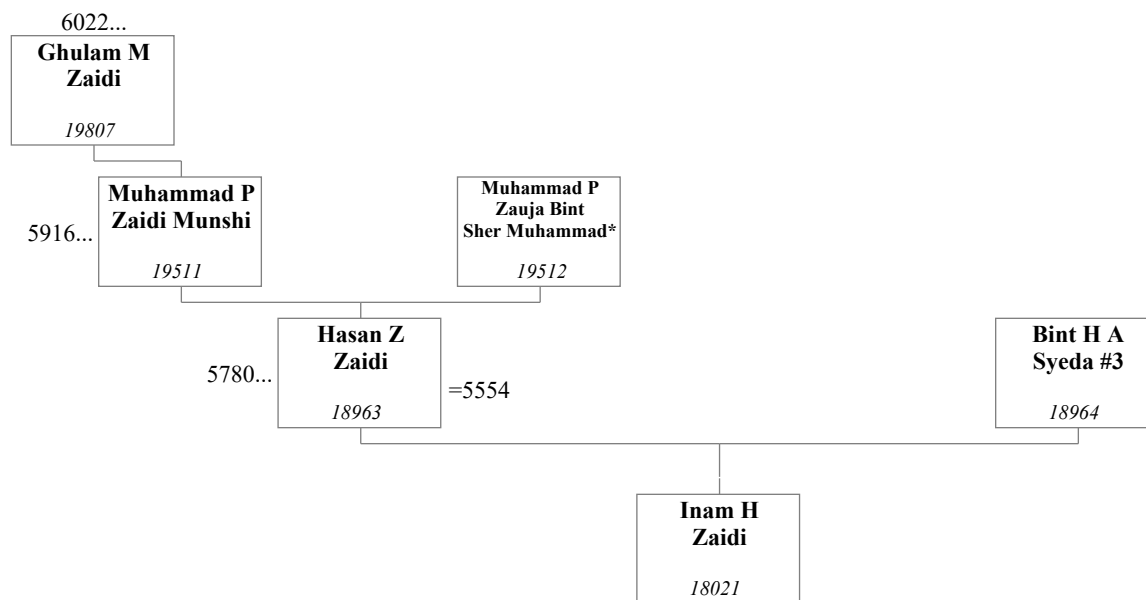 6022...
Ghulam M
Zaidi
19807
Muhammad P
Zaidi Munshi
19511
5916...
Muhammad P
Zauja Bint
Sher Muhammad*
19512
Hasan Z
Zaidi
18963
5780...
=5554
Bint H A
Syeda #3
18964
Inam H
Zaidi
18021